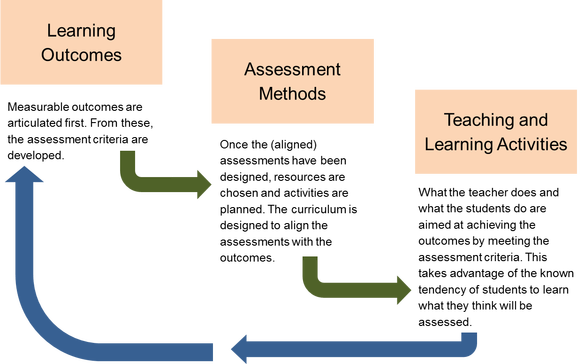 Learning
Outcomes
Measurable outcomes are
articulated first. From these,
the assessment criteria are
developed.
Assessment
Methods
Once the (aligned)
assessments have been
designed, resources are
chosen and activities are
planned. The curriculum is
designed to align the
assessments with the
outcomes.
Teaching and
Learning Activities
What the teacher does and
what the students do are
aimed at achieving the
outcomes by meeting the
assessment criteria. This
takes advantage of the known
tendency of students to learn
what they think will be
assessed.